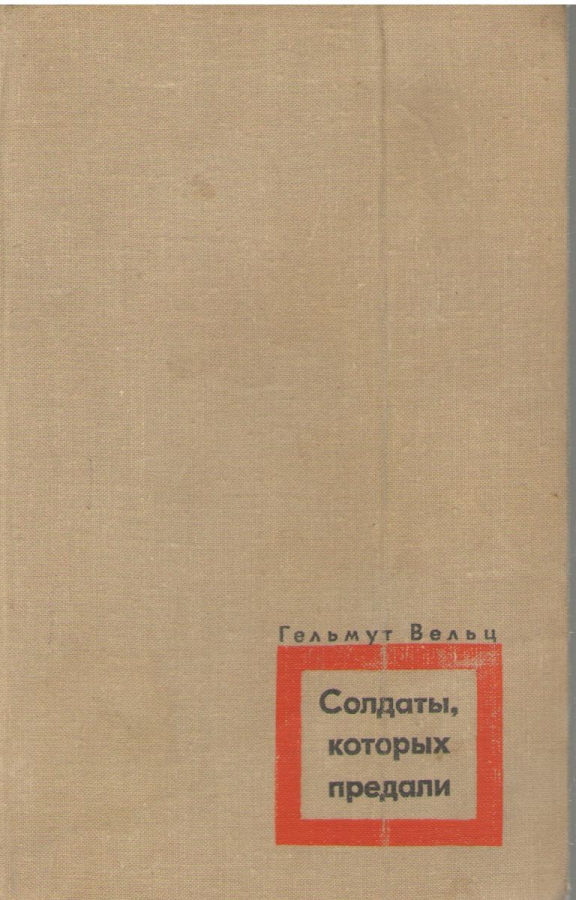 Гельмут Вельц
Солдаты,
которых
предали